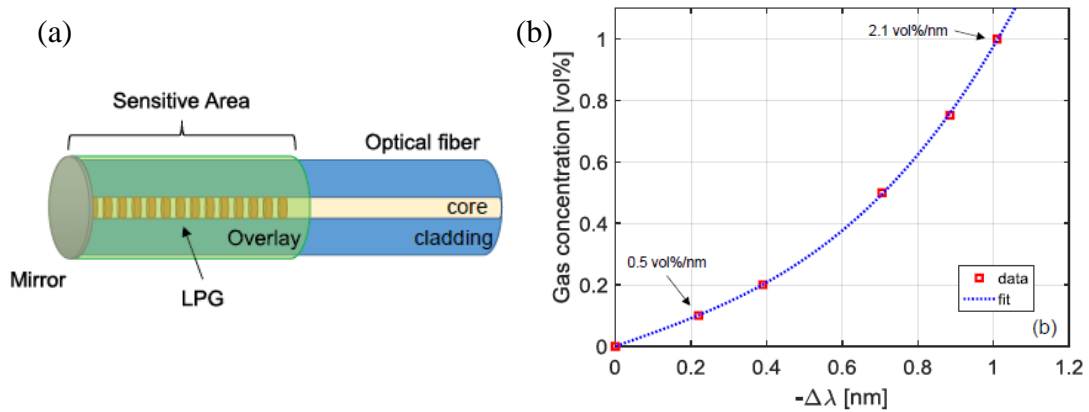 (a)
Sensitive Area
Optical fiber
core
Overlay
cladding
Mirror
LPG
(b)
Gas concentration [vol%]
1
0.8
0.6
0.4
0.2
0
2.1 vol%/nm
0.5 vol%/nm
data
fit
(b)
0 0.2 0.4 0.6 0.8 1 1.2
-Δλ [nm]